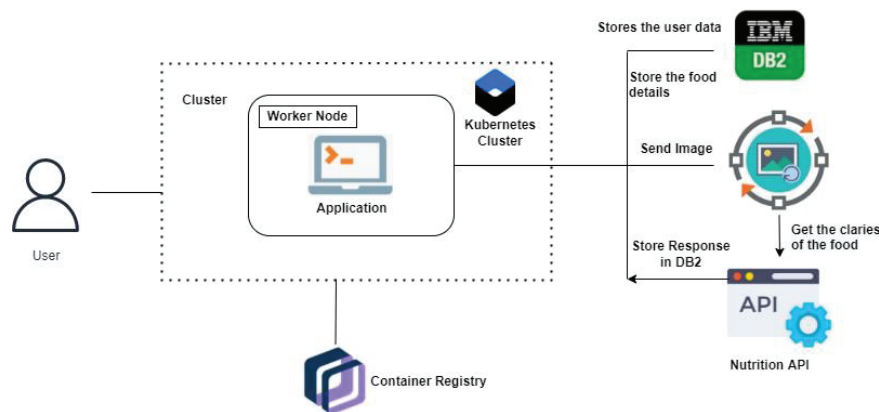 Stores the user data
IBM
DB2
Store the food
details
Cluster
Worker Node
Kubernetes
Cluster
Application
Send Image
User
Get the claries
of the food
Store Response
in DB2
API
Nutrition API
Container Registry